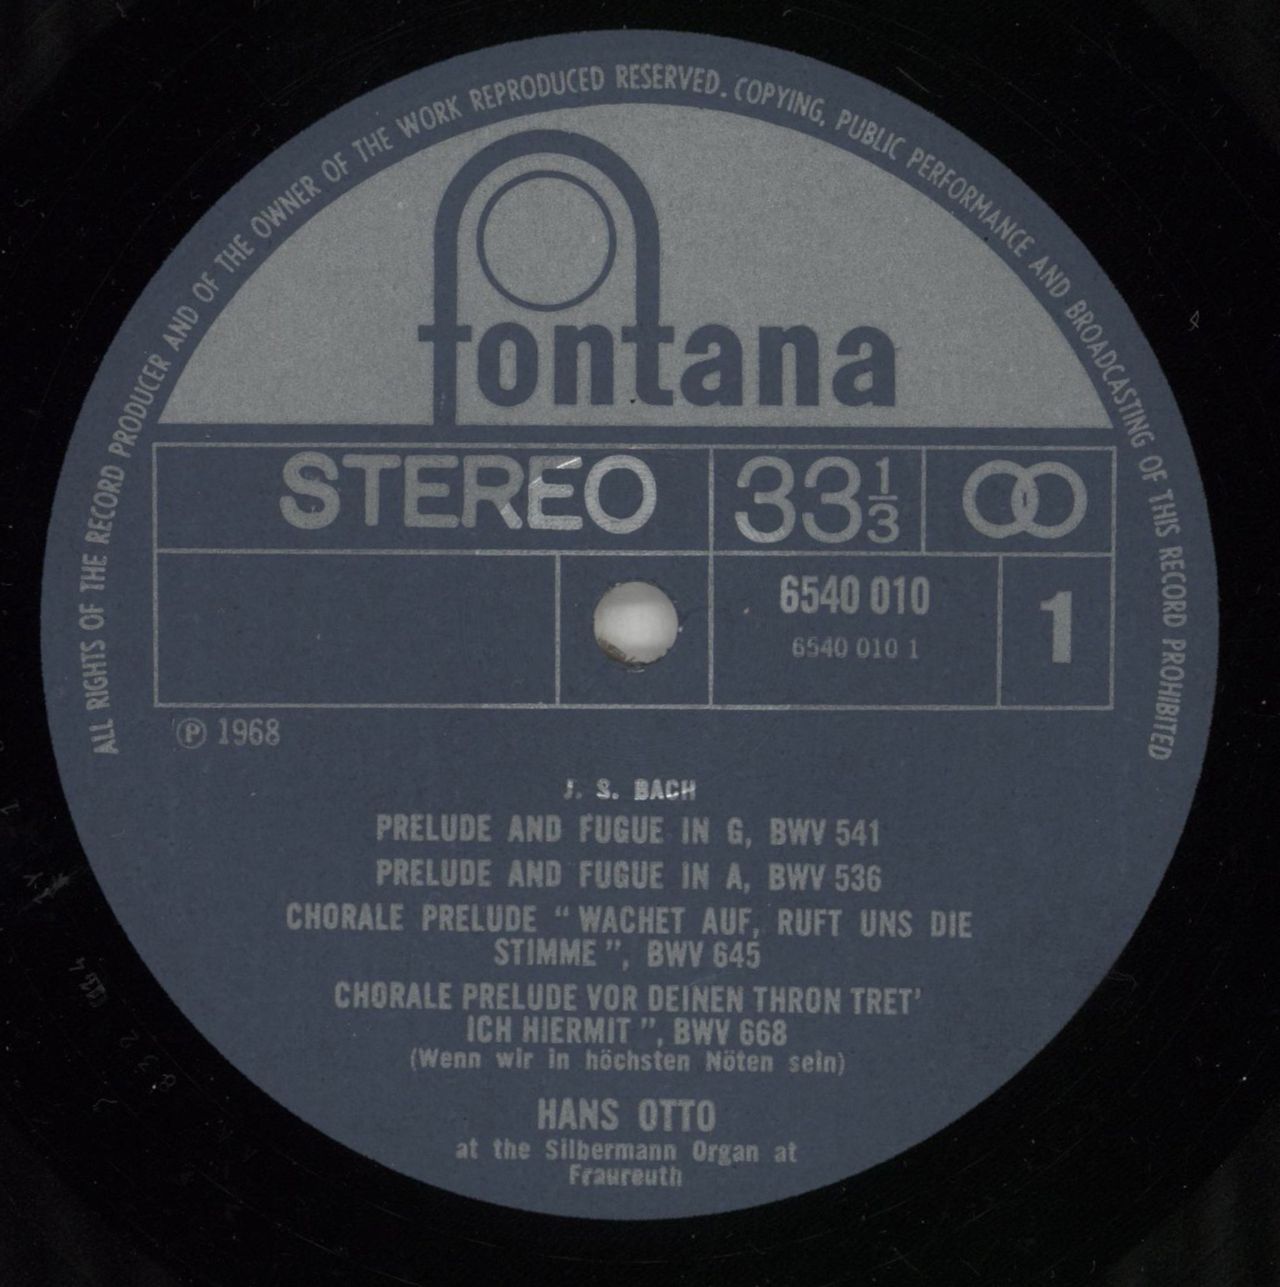 ALL RIGHTS OF THE RECORD PRODUCER AND OF THE OWNER OF THE WORK REPRODUCED RESERVED. COPYING, PUBLIC PERFORMANCE AND BROADCASTING OF THIS RECORD PROHIBITED
fontana
STEREO 33 1/3
6540 010
6540 010 1
1
℗ 1968
J. S. BACH
PRELUDE AND FUGUE IN G, BWV 541
PRELUDE AND FUGUE IN A, BWV 536
CHORALE PRELUDE “ WACHET AUF, RUFT UNS DIE
STIMME ”, BWV 645
CHORALE PRELUDE VOR DEINEN THRON TRET’
ICH HIERMIT ”, BWV 668
(Wenn wir in höchsten Nöten sein)
HANS OTTO
at the Silbermann Organ at
Fraureuth